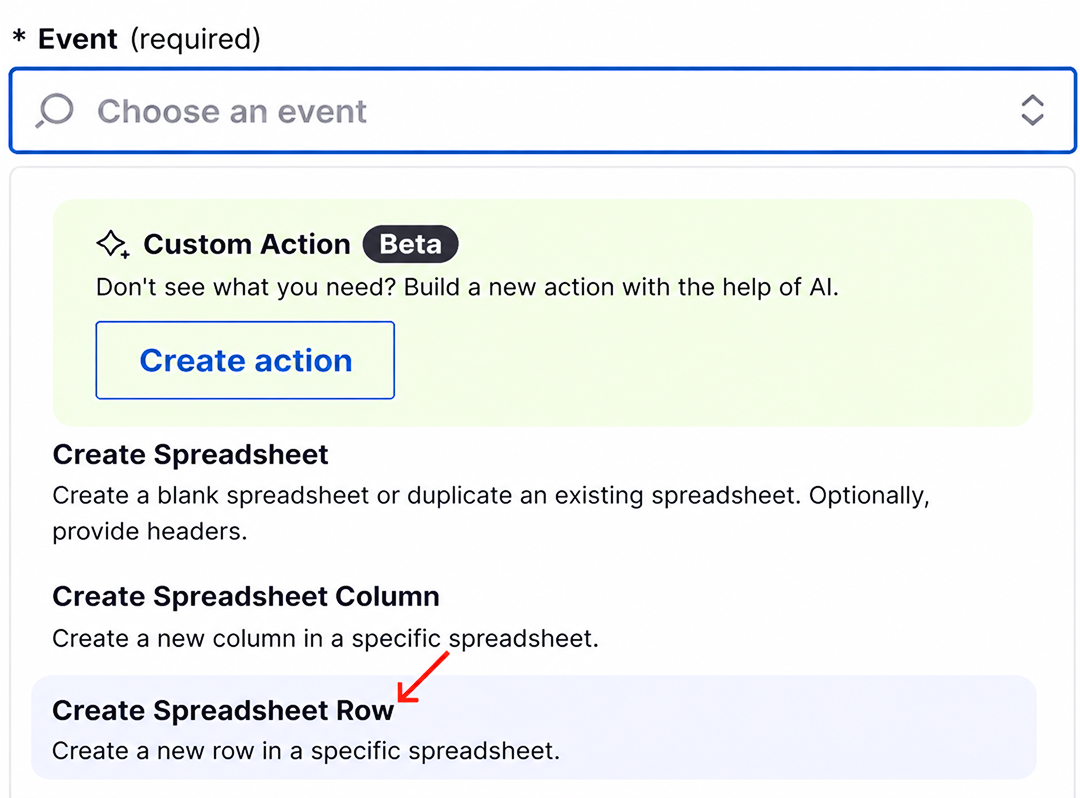 * Event (required)
Choose an event
Custom Action Beta
Don't see what you need? Build a new action with the help of AI.
Create action
Create Spreadsheet
Create a blank spreadsheet or duplicate an existing spreadsheet. Optionally,
provide headers.
Create Spreadsheet Column
Create a new column in a specific spreadsheet.
Create Spreadsheet Row
Create a new row in a specific spreadsheet.